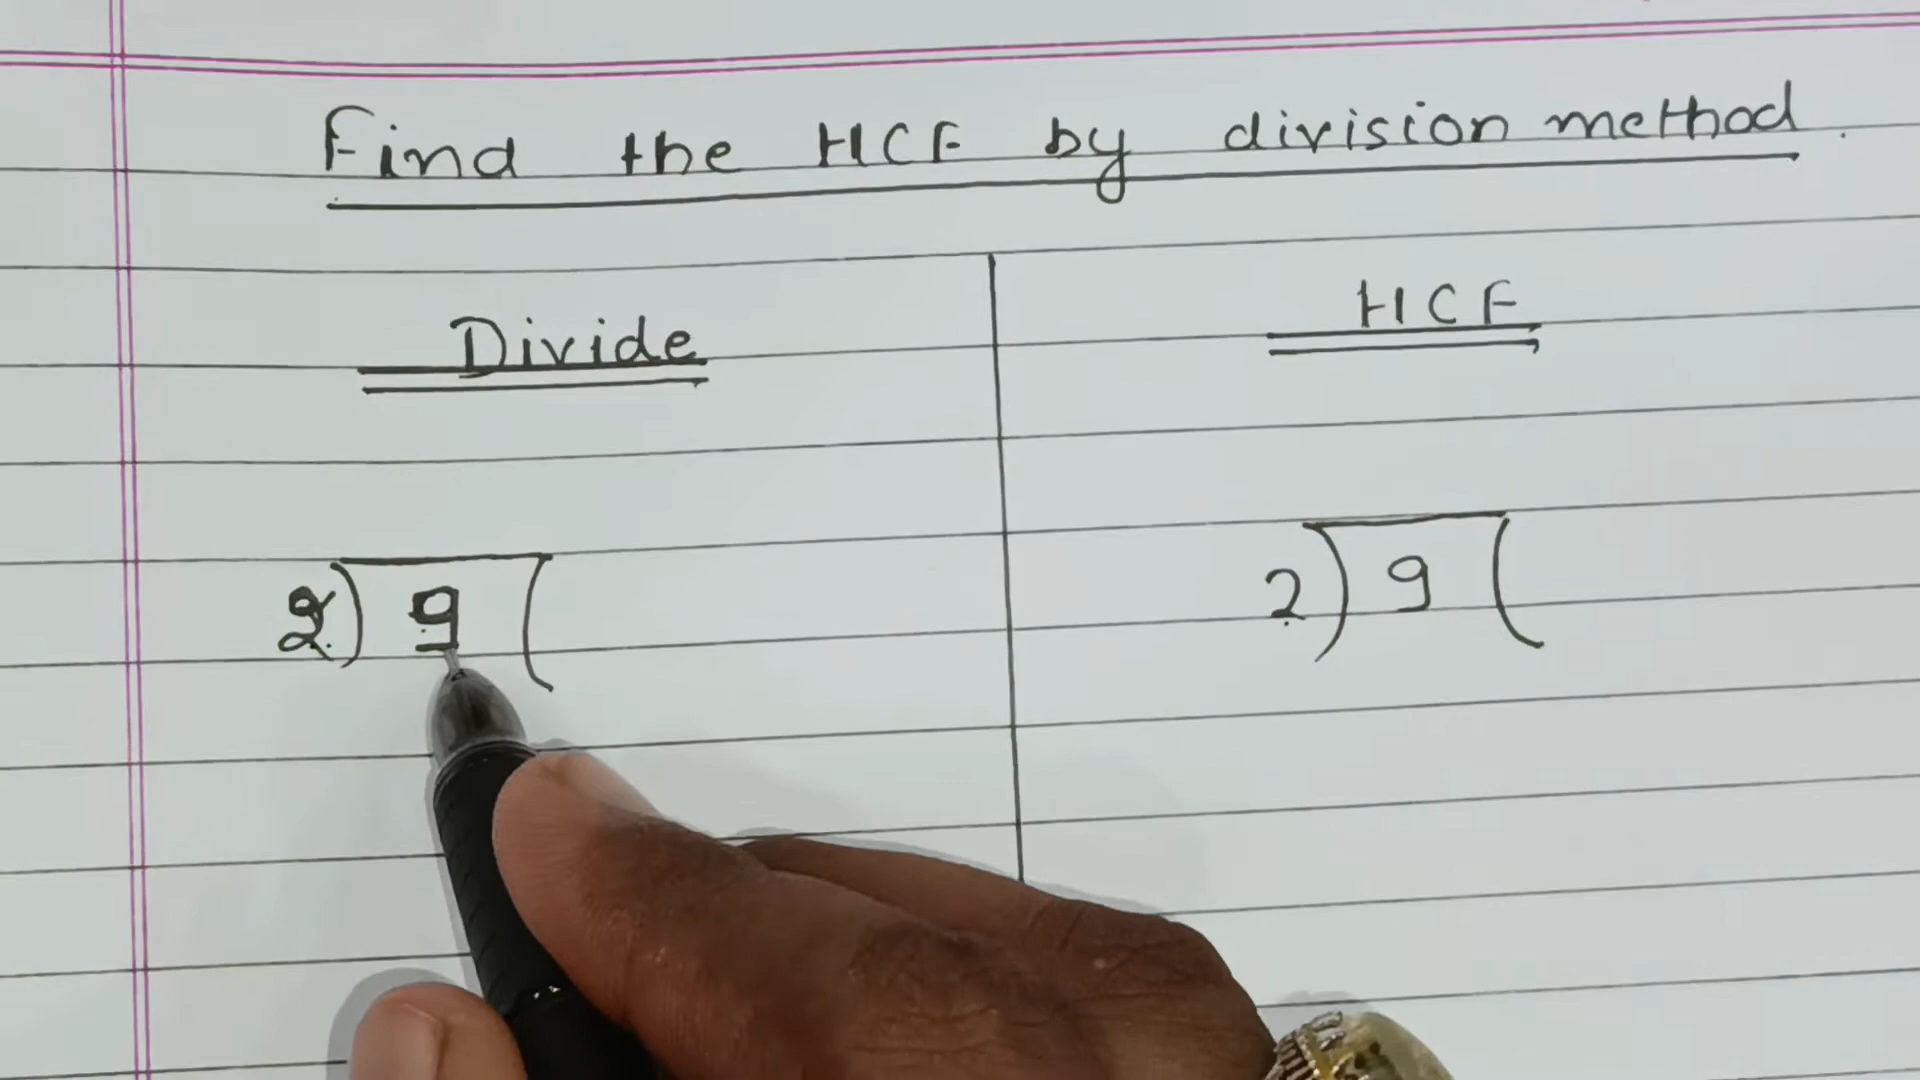 Find the HCF by division method.
Divide
HCF
2) 9 (
2) 9 (